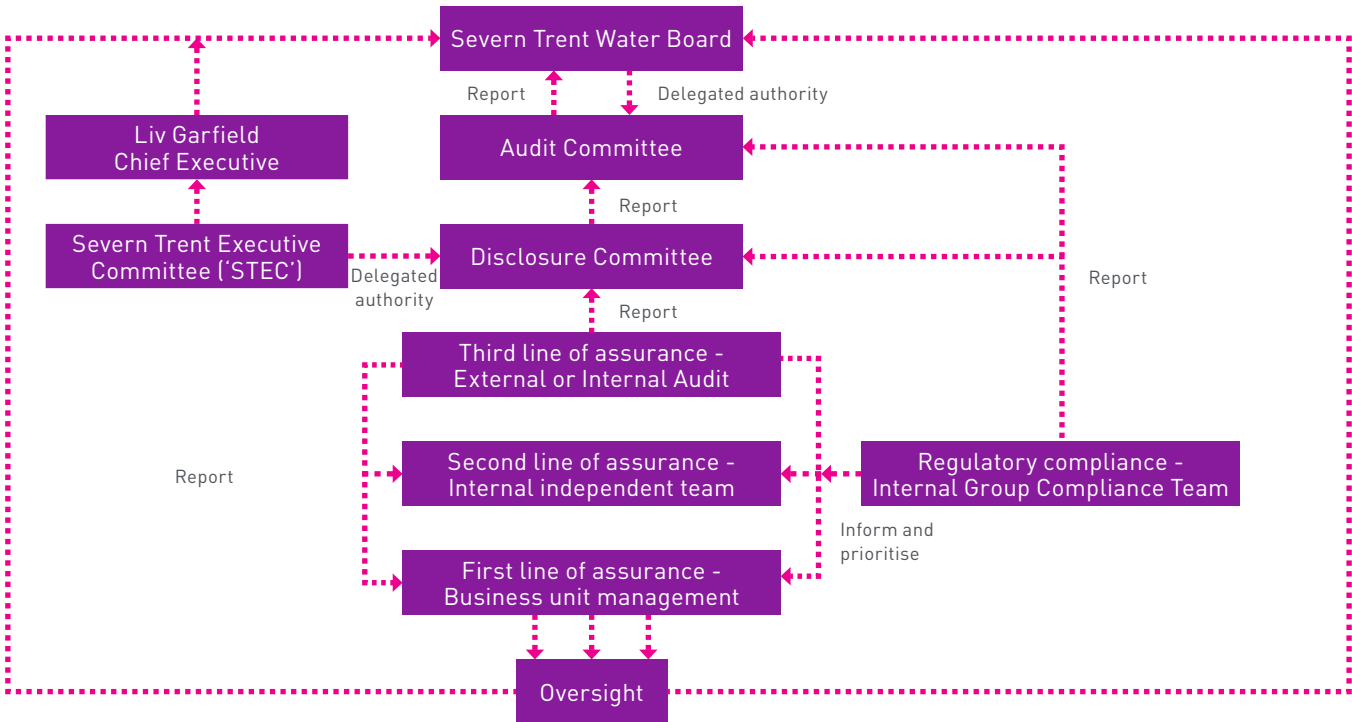 Severn Trent Water Board
Report
Delegated authority
Liv Garfield
Chief Executive
Audit Committee
Report
Severn Trent Executive
Committee (‘STEC’)
Delegated
authority
Disclosure Committee
Report
Report
Third line of assurance -
External or Internal Audit
Report
Second line of assurance -
Internal independent team
Regulatory compliance -
Internal Group Compliance Team
Inform and
prioritise
First line of assurance -
Business unit management
Oversight